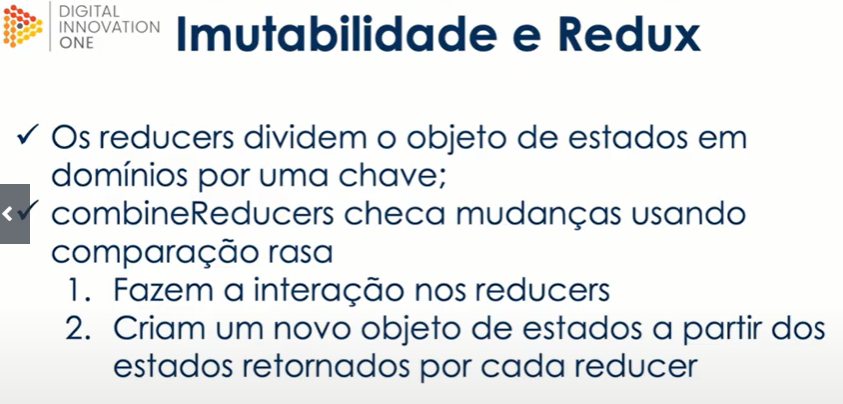 DIGITAL
INNOVATION
ONE
Imutabilidade e Redux
✓ Os reducers dividem o objeto de estados em
domínios por uma chave;
✓ combineReducers checa mudanças usando
comparação rasa
1. Fazem a interação nos reducers
2. Criam um novo objeto de estados a partir dos
estados retornados por cada reducer